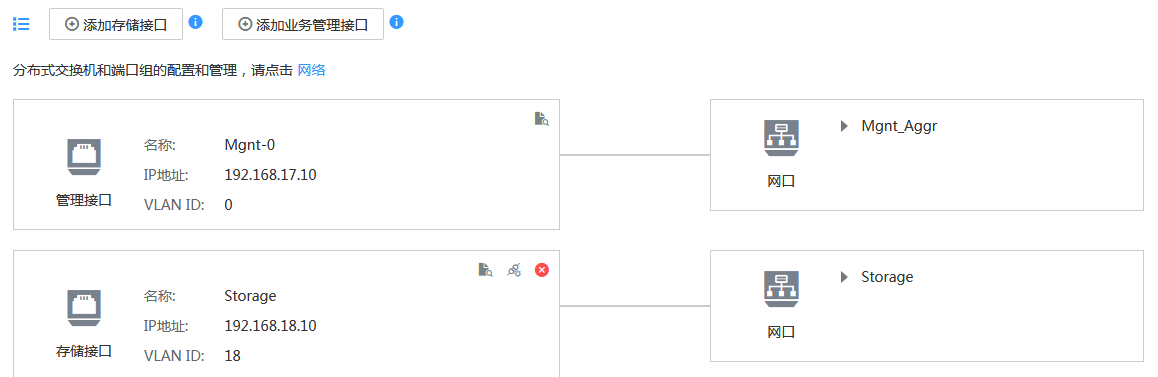 添加存储接口 添加业务管理接口
分布式交换机和端口组的配置和管理，请点击 网络
管理接口
名称: Mgnt-0
IP地址: 192.168.17.10
VLAN ID: 0
网口
Mgnt_Aggr
存储接口
名称: Storage
IP地址: 192.168.18.10
VLAN ID: 18
网口
Storage